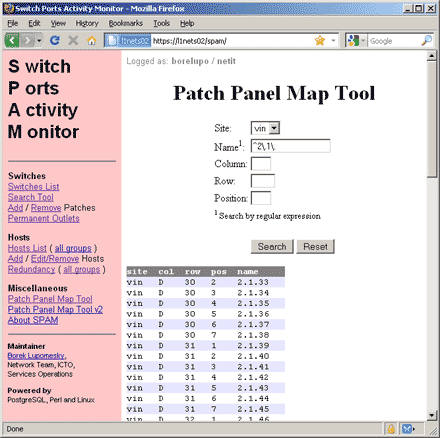 Switch Ports Activity Monitor - Mozilla Firefox
File Edit View History Bookmarks Tools Help
l1nets02 https://l1nets02/spam/
Google
Logged as: borelupo / netit
Switch
Ports
Activity
Monitor
Switches
Switches List
Search Tool
Add / Remove Patches
Permanent Outlets
Hosts
Hosts List ( all groups )
Add / Edit/Remove Hosts
Redundancy ( all groups )
Miscellaneous
Patch Panel Map Tool
Patch Panel Map Tool v2
About SPAM
Maintainer
Borek Lupomesky,
Network Team, ICTO,
Services Operations
Powered by
PostgreSQL, Perl and Linux
Patch Panel Map Tool
Site: vin
Name1: ^2\.1\.
Column:
Row:
Position:
1 Search by regular expression
Search Reset
site col row pos name
vin D 30 2 2.1.33
vin D 30 3 2.1.34
vin D 30 4 2.1.35
vin D 30 5 2.1.36
vin D 30 6 2.1.37
vin D 30 7 2.1.38
vin D 31 1 2.1.39
vin D 31 2 2.1.40
vin D 31 3 2.1.41
vin D 31 4 2.1.42
vin D 31 5 2.1.43
vin D 31 6 2.1.44
vin D 31 7 2.1.45
vin D 32 1 2.1.46
Done